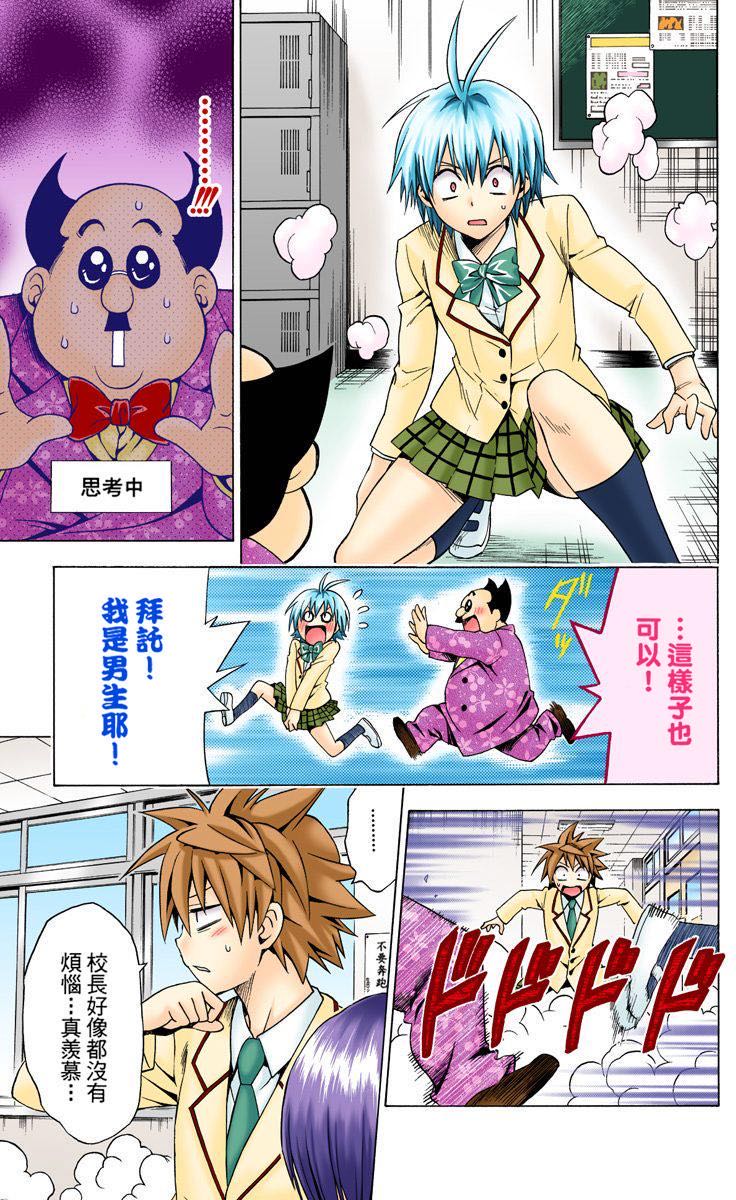 ………!!!
思考中
…這樣子也
可以！
ダダッ
拜託！
我是男生耶！
ドドドド
………
不要奔跑
校長好像都沒有
煩惱…真羨慕…